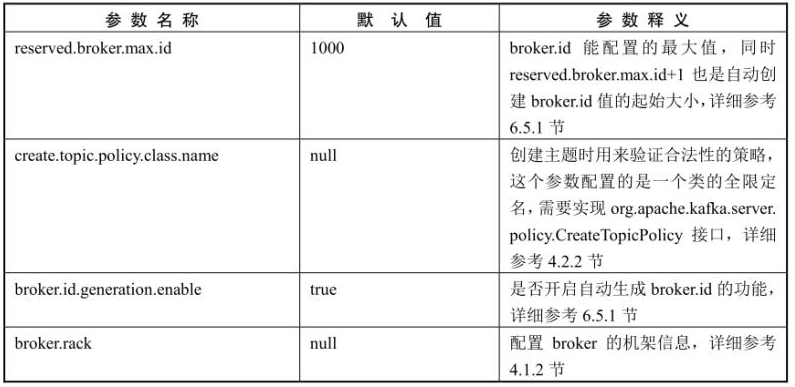 参 数 名 称 默 认 值 参 数 释 义
reserved.broker.max.id 1000 broker.id 能配置的最大值，同时
reserved.broker.max.id+1 也是自动创
建 broker.id 值的起始大小，详细参考
6.5.1 节
create.topic.policy.class.name null 创建主题时用来验证合法性的策略，
这个参数配置的是一个类的全限定
名，需要实现 org.apache.kafka.server.
policy.CreateTopicPolicy 接口，详细
参考 4.2.2 节
broker.id.generation.enable true 是否开启自动生成 broker.id 的功能，
详细参考 6.5.1 节
broker.rack null 配置 broker 的机架信息，详细参考
4.1.2 节